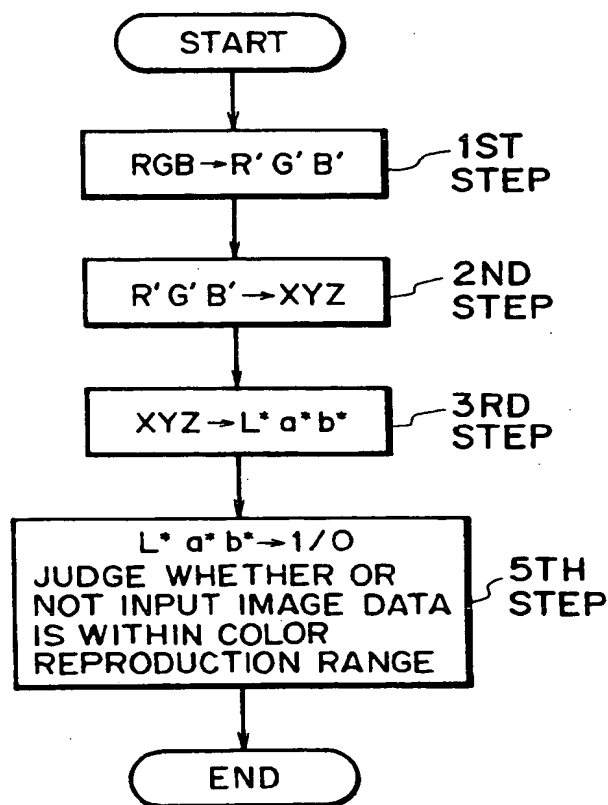 START
RGB→R' G' B'
1ST
STEP
R' G' B'→XYZ
2ND
STEP
XYZ→L* a* b*
3RD
STEP
L* a* b*→1/0
JUDGE WHETHER OR
NOT INPUT IMAGE DATA
IS WITHIN COLOR
REPRODUCTION RANGE
5TH
STEP
END